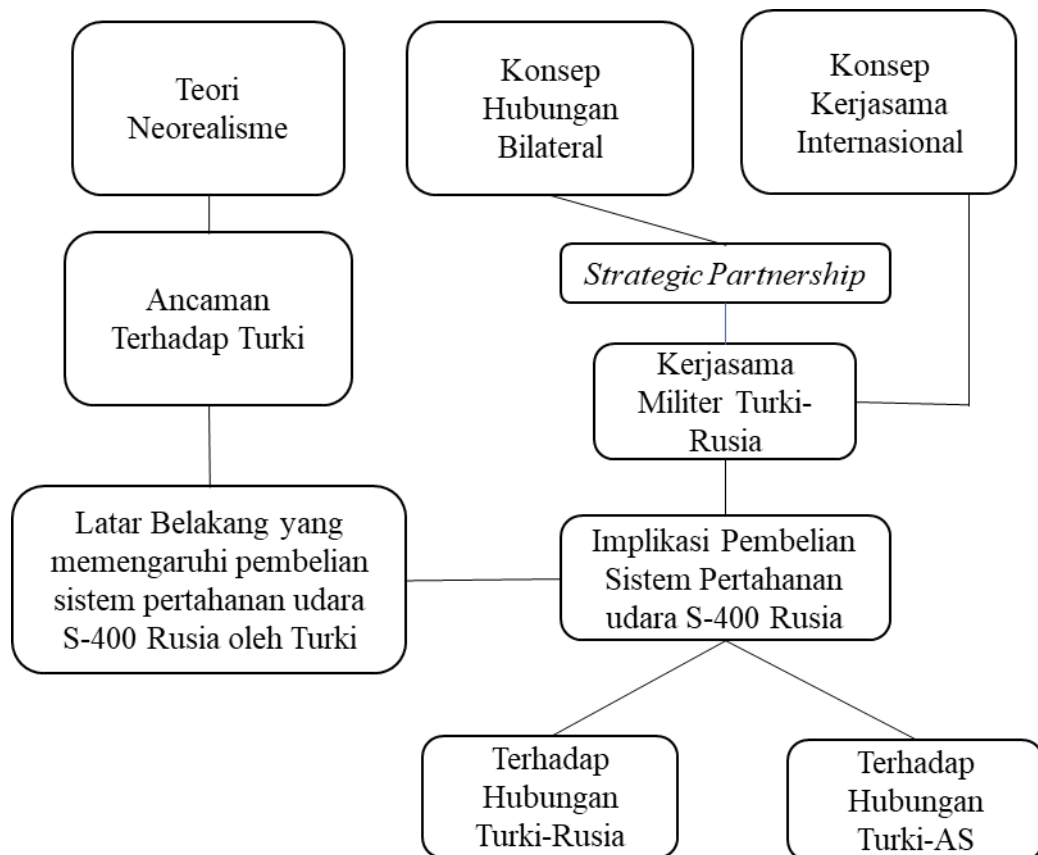 Teori
Neorealisme
Konsep
Hubungan
Bilateral
Konsep
Kerjasama
Internasional
Strategic Partnership
Ancaman
Terhadap Turki
Kerjasama
Militer Turki-
Rusia
Latar Belakang yang
memengaruhi pembelian
sistem pertahanan udara
S-400 Rusia oleh Turki
Implikasi Pembelian
Sistem Pertahanan
udara S-400 Rusia
Terhadap
Hubungan
Turki-Rusia
Terhadap
Hubungan
Turki-AS